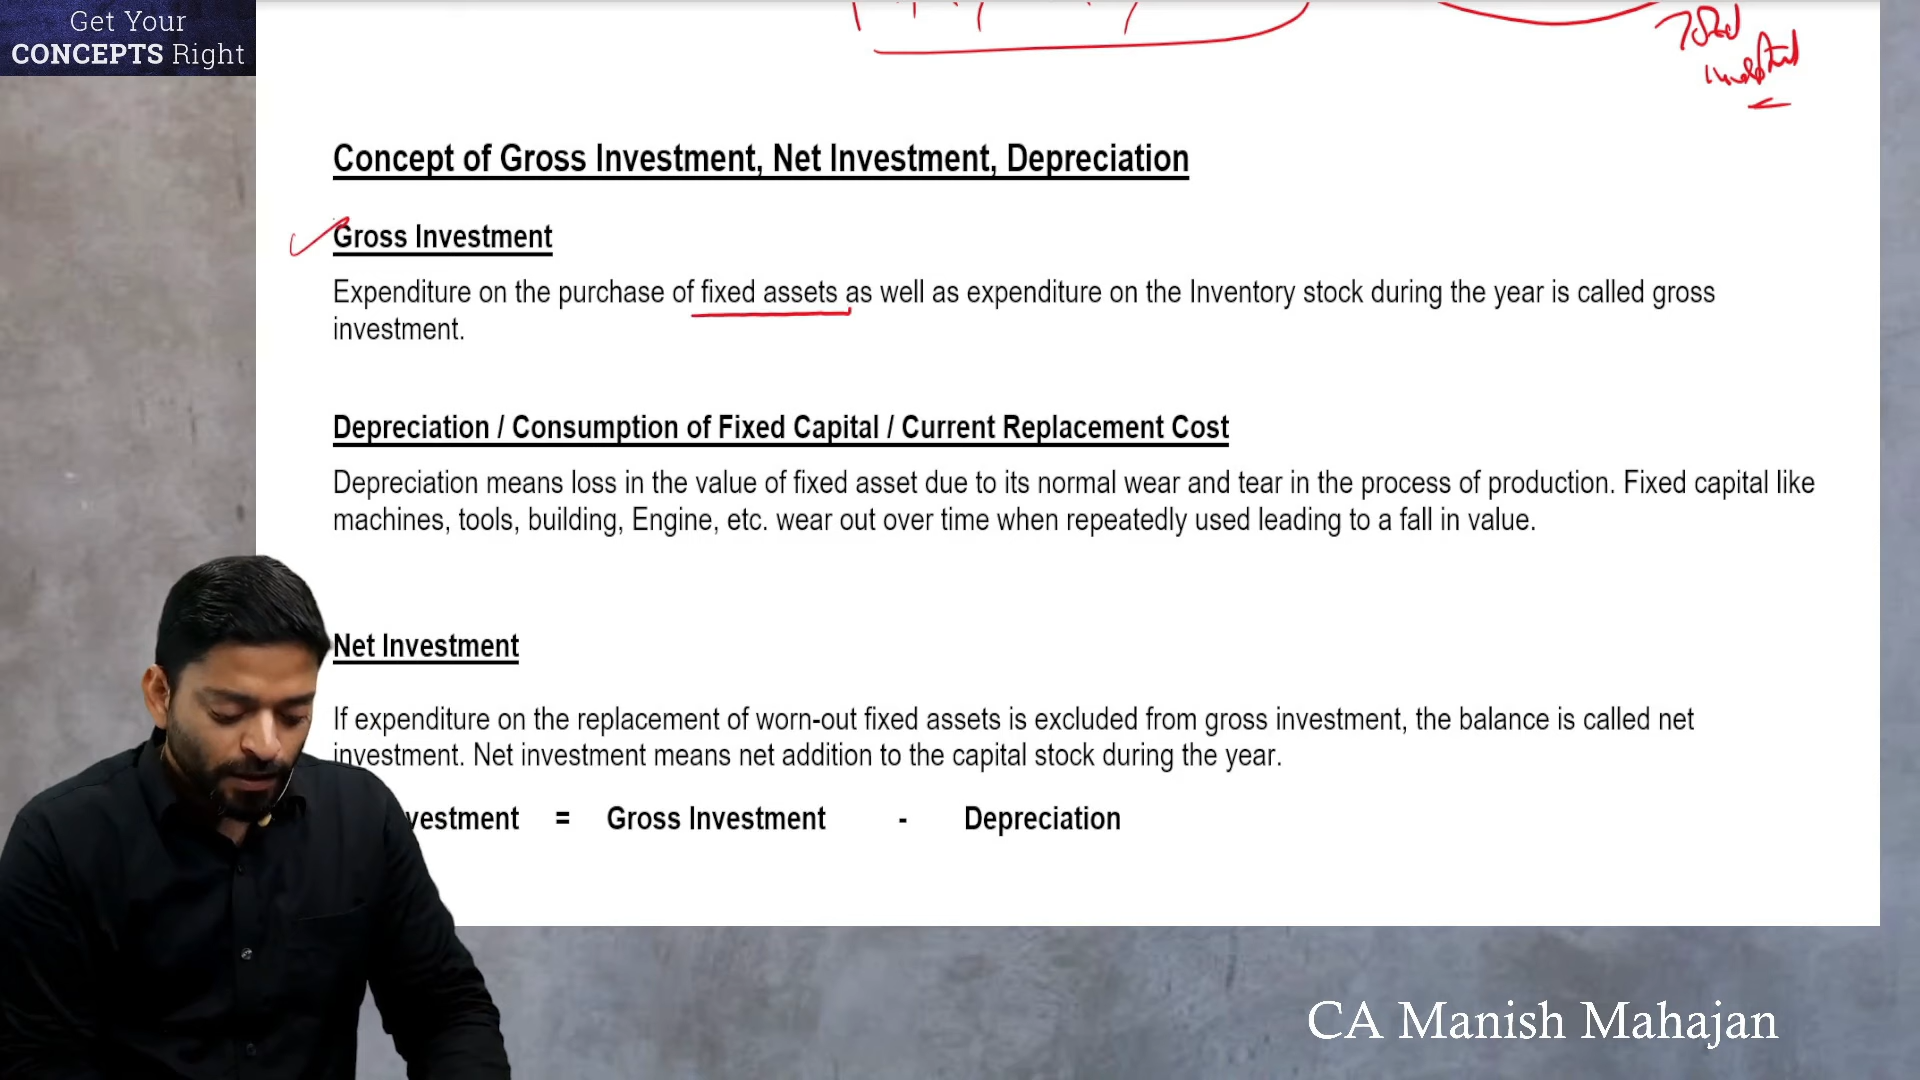 Get Your
CONCEPTS Right
Total
Concept of Gross Investment, Net Investment, Depreciation
Gross Investment
Expenditure on the purchase of fixed assets as well as expenditure on the Inventory stock during the year is called gross
investment.
Depreciation / Consumption of Fixed Capital / Current Replacement Cost
Depreciation means loss in the value of fixed asset due to its normal wear and tear in the process of production. Fixed capital like
machines, tools, building, Engine, etc. wear out over time when repeatedly used leading to a fall in value.
Net Investment
If expenditure on the replacement of worn-out fixed assets is excluded from gross investment, the balance is called net
investment. Net investment means net addition to the capital stock during the year.
vestment = Gross Investment - Depreciation
CA Manish Mahajan